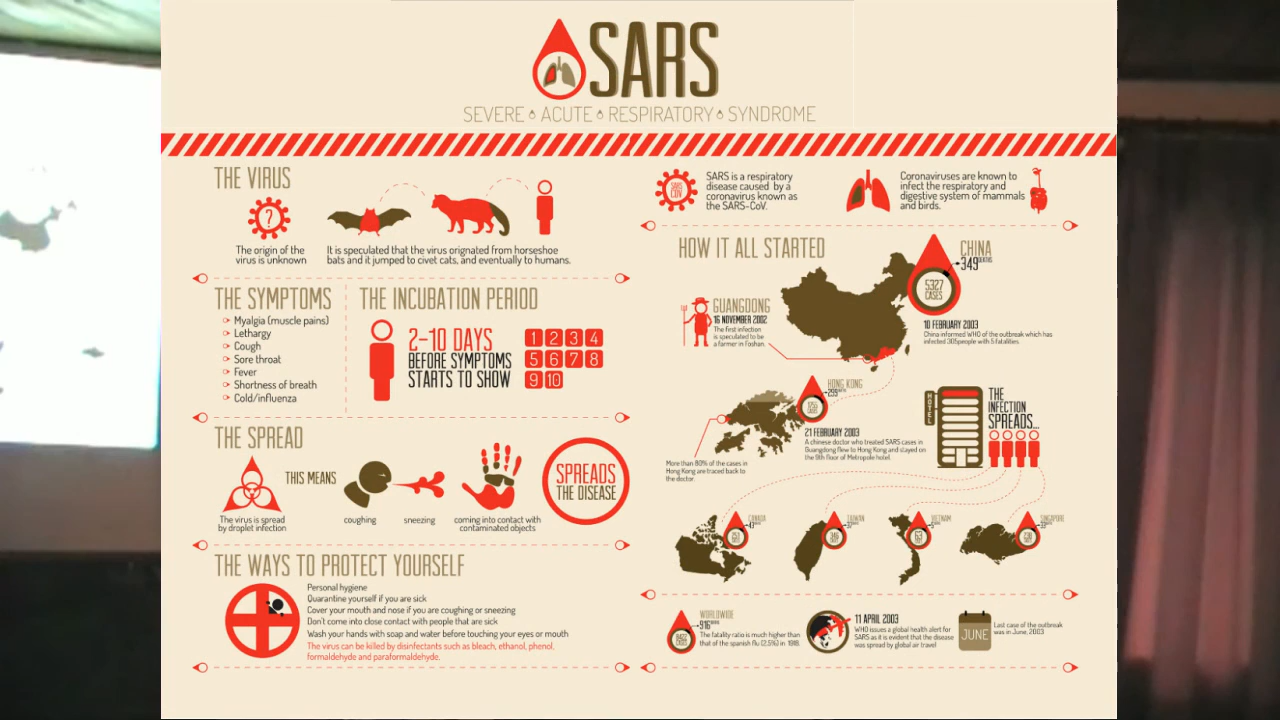 SARS
SEVERE ACUTE RESPIRATORY SYNDROME
THE VIRUS
?
The origin of the
virus is unknown
It is speculated that the virus orignated from horseshoe
bats and it jumped to civet cats, and eventually to humans.
THE SYMPTOMS
Myalgia (muscle pains)
Lethargy
Cough
Sore throat
Fever
Shortness of breath
Cold/influenza
THE INCUBATION PERIOD
2-10 DAYS
BEFORE SYMPTOMS
STARTS TO SHOW
1 2 3 4
5 6 7 8
9 10
THE SPREAD
The virus is spread
by droplet infection
THIS MEANS
coughing
sneezing
coming into contact with
contaminated objects
SPREADS
THE DISEASE
THE WAYS TO PROTECT YOURSELF
Personal hygiene
Quarantine yourself if you are sick
Cover your mouth and nose if you are coughing or sneezing
Don't come into close contact with people that are sick
Wash your hands with soap and water before touching your eyes or mouth
The virus can be killed by disinfectants such as bleach, ethanol, phenol,
formaldehyde and paraformaldehyde.
SARS
COV
SARS is a respiratory
disease caused by a
coronavirus known as
the SARS-CoV.
Coronaviruses are known to
infect the respiratory and
digestive system of mammals
and birds.
HOW IT ALL STARTED
CHINA
349 DEATHS
5327
CASES
10 FEBRUARY 2003
China informed WHO of the outbreak which has
infected 305people with 5 fatalities
GUANGDONG
16 NOVEMBER 2002
The first infection
is speculated to be
a farmer in Foshan.
HONG KONG
299
1755
CASES
21 FEBRUARY 2003
A chinese doctor who treated SARS cases in
Guangdong flew to Hong Kong and stayed on
the 9th floor of Metropole hotel.
More than 80% of the cases in
Hong Kong are traced back to
the doctor.
HOTEL
THE
INFECTION
SPREADS...
CANADA
TAIWAN
VIETNAM
63
SINGAPORE
WORLDWIDE
916
CASES
The fatality ratio is much higher than
that of the spanish flu (2.5%) in 1918.
11 APRIL 2003
WHO issues a global health alert for
SARS as it is evident that the disease
was spread by global air travel
JUNE
Last case of the outbreak
was in June, 2003